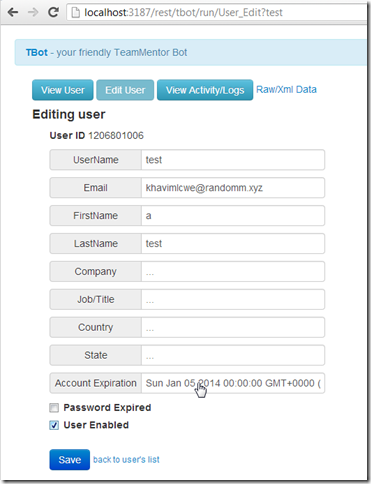 localhost:3187/rest/tbot/run/User_Edit?test
TBot - your friendly TeamMentor Bot
View User Edit User View Activity/Logs Raw/Xml Data
Editing user
User ID 1206801006
UserName test
Email khavimlcwe@randomm.xyz
FirstName a
LastName test
Company ...
Job/Title ...
Country ...
State ...
Account Expiration Sun Jan 05 2014 00:00:00 GMT+0000 (
Password Expired
User Enabled
Save back to user's list